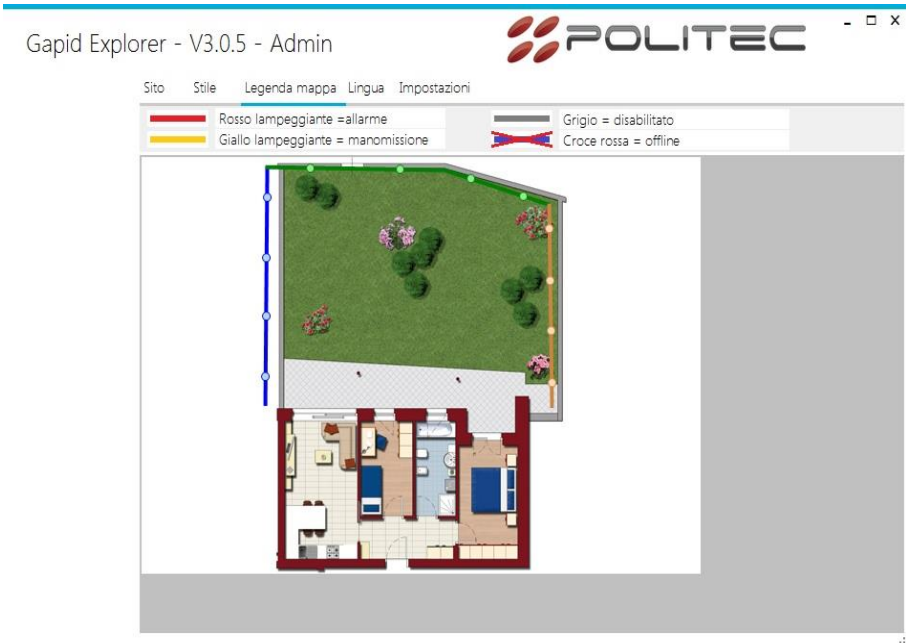 Gapid Explorer - V3.0.5 - Admin
POLITEC
Sito Stile Legenda mappa Lingua Impostazioni
Rosso lampeggiante =allarme
Grigio = disabilitato
Giallo lampeggiante = manomissione
Croce rossa = offline